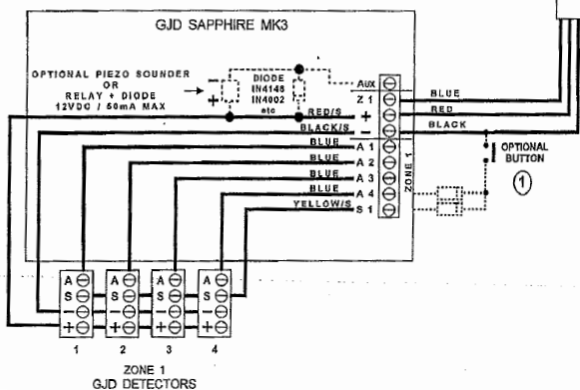 GJD SAPPHIRE MK3
OPTIONAL PIEZO SOUNDER
OR
RELAY + DIODE
12VDC / 50mA MAX
DIODE
IN4148
IN4002
etc
AUX
Z 1
BLUE
RED/S
+
RED
BLACK/S
–
BLACK
BLUE
A 1
BLUE
A 2
BLUE
A 3
BLUE
A 4
YELLOW/S
S 1
ZONE 1
OPTIONAL
BUTTON
1
– +
A A A A
S S S S
– – – –
+ + + +
1 2 3 4
ZONE 1
GJD DETECTORS